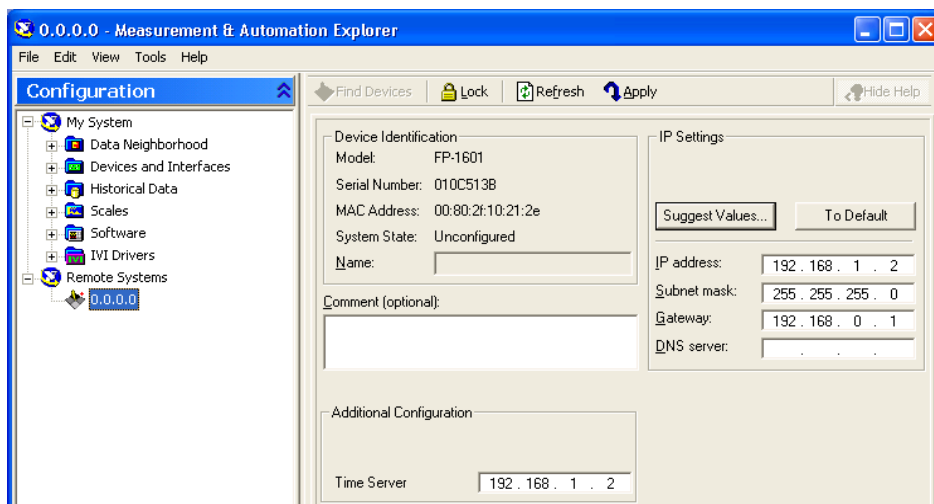 0.0.0.0 - Measurement & Automation Explorer
File Edit View Tools Help
Configuration
Find Devices Lock Refresh Apply Hide Help
My System
Data Neighborhood
Devices and Interfaces
Historical Data
Scales
Software
IVI Drivers
Remote Systems
0.0.0.0
Device Identification
Model: FP-1601
Serial Number: 010C513B
MAC Address: 00:80:2f:10:21:2e
System State: Unconfigured
Name:
Comment (optional):
Additional Configuration
Time Server 192 . 168 . 1 . 2
IP Settings
Suggest Values... To Default
IP address: 192 . 168 . 1 . 2
Subnet mask: 255 . 255 . 255 . 0
Gateway: 192 . 168 . 0 . 1
DNS server: . . .